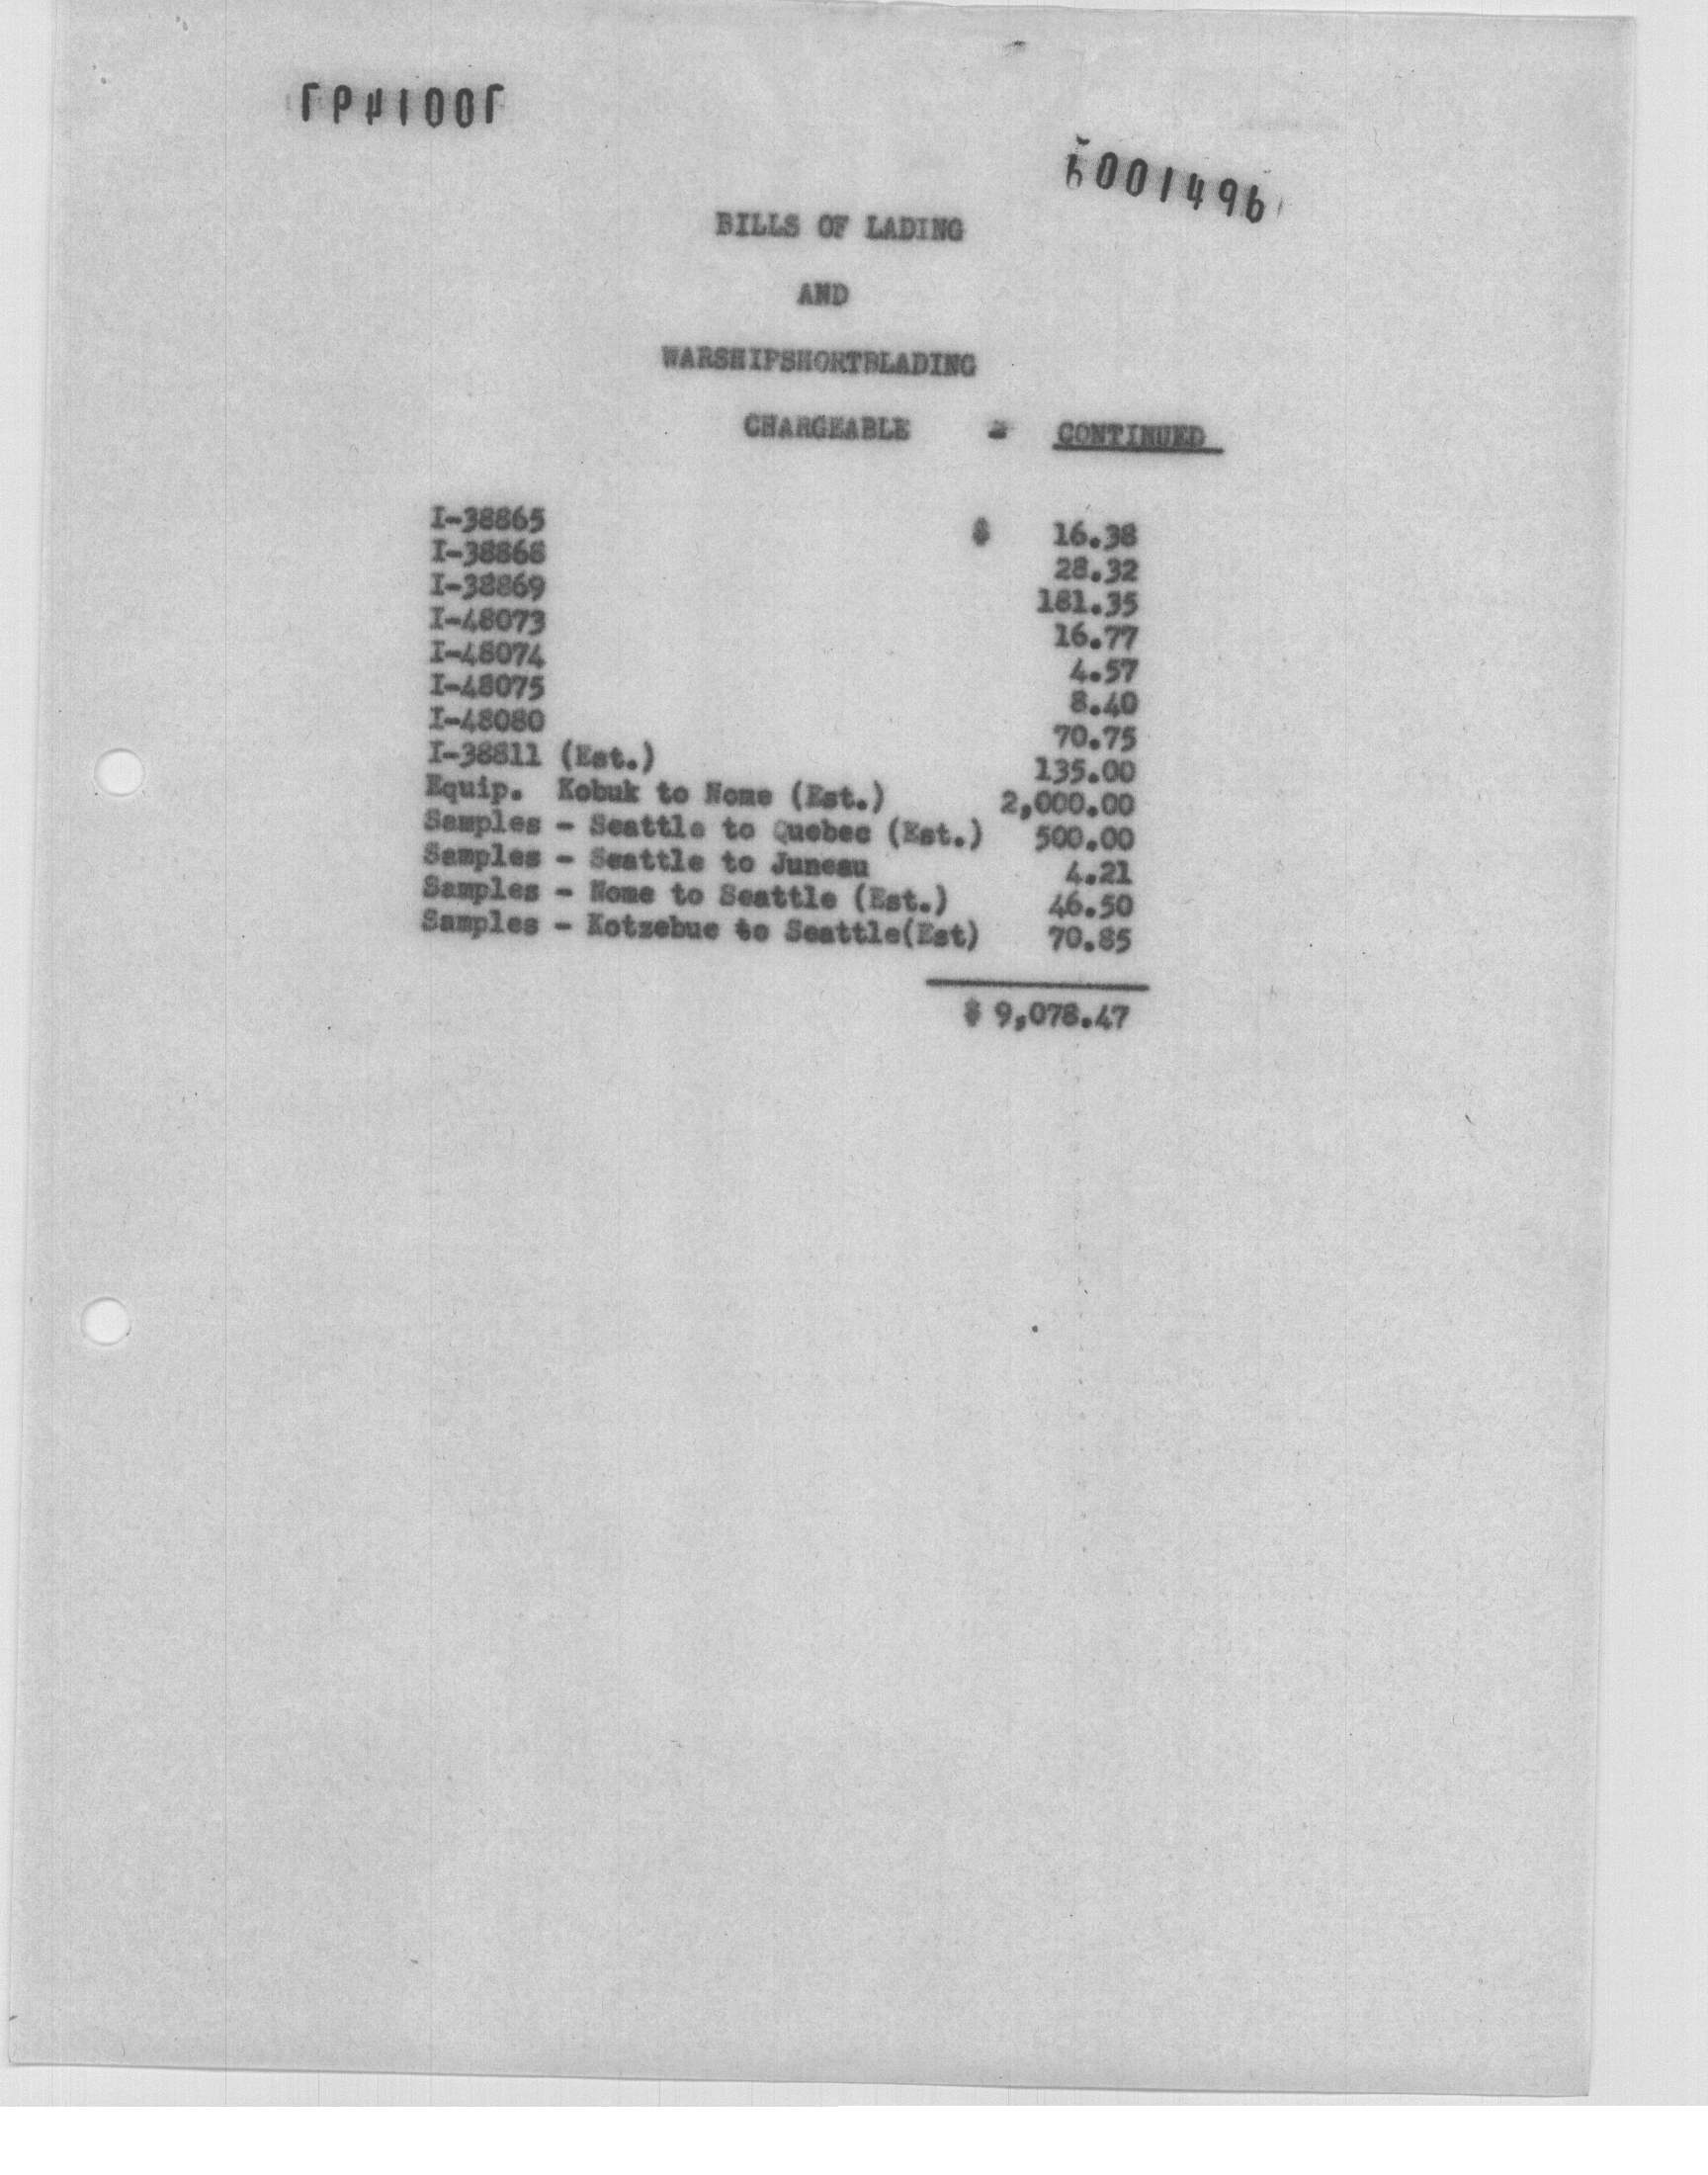 6001496
BILLS OF LADING
AND
WARSHIPSHORTBLADING
CHARGEABLE - CONTINUED
I-38865 $ 16.38
I-38868 28.32
I-38869 181.35
I-48073 16.77
I-48074 4.57
I-48075 8.40
I-48080 70.75
I-38811 (Est.) 135.00
Equip. Kobuk to Nome (Est.) 2,000.00
Samples - Seattle to Quebec (Est.) 500.00
Samples - Seattle to Juneau 4.21
Samples - Nome to Seattle (Est.) 46.50
Samples - Kotzebue to Seattle(Est) 70.85
$ 9,078.47